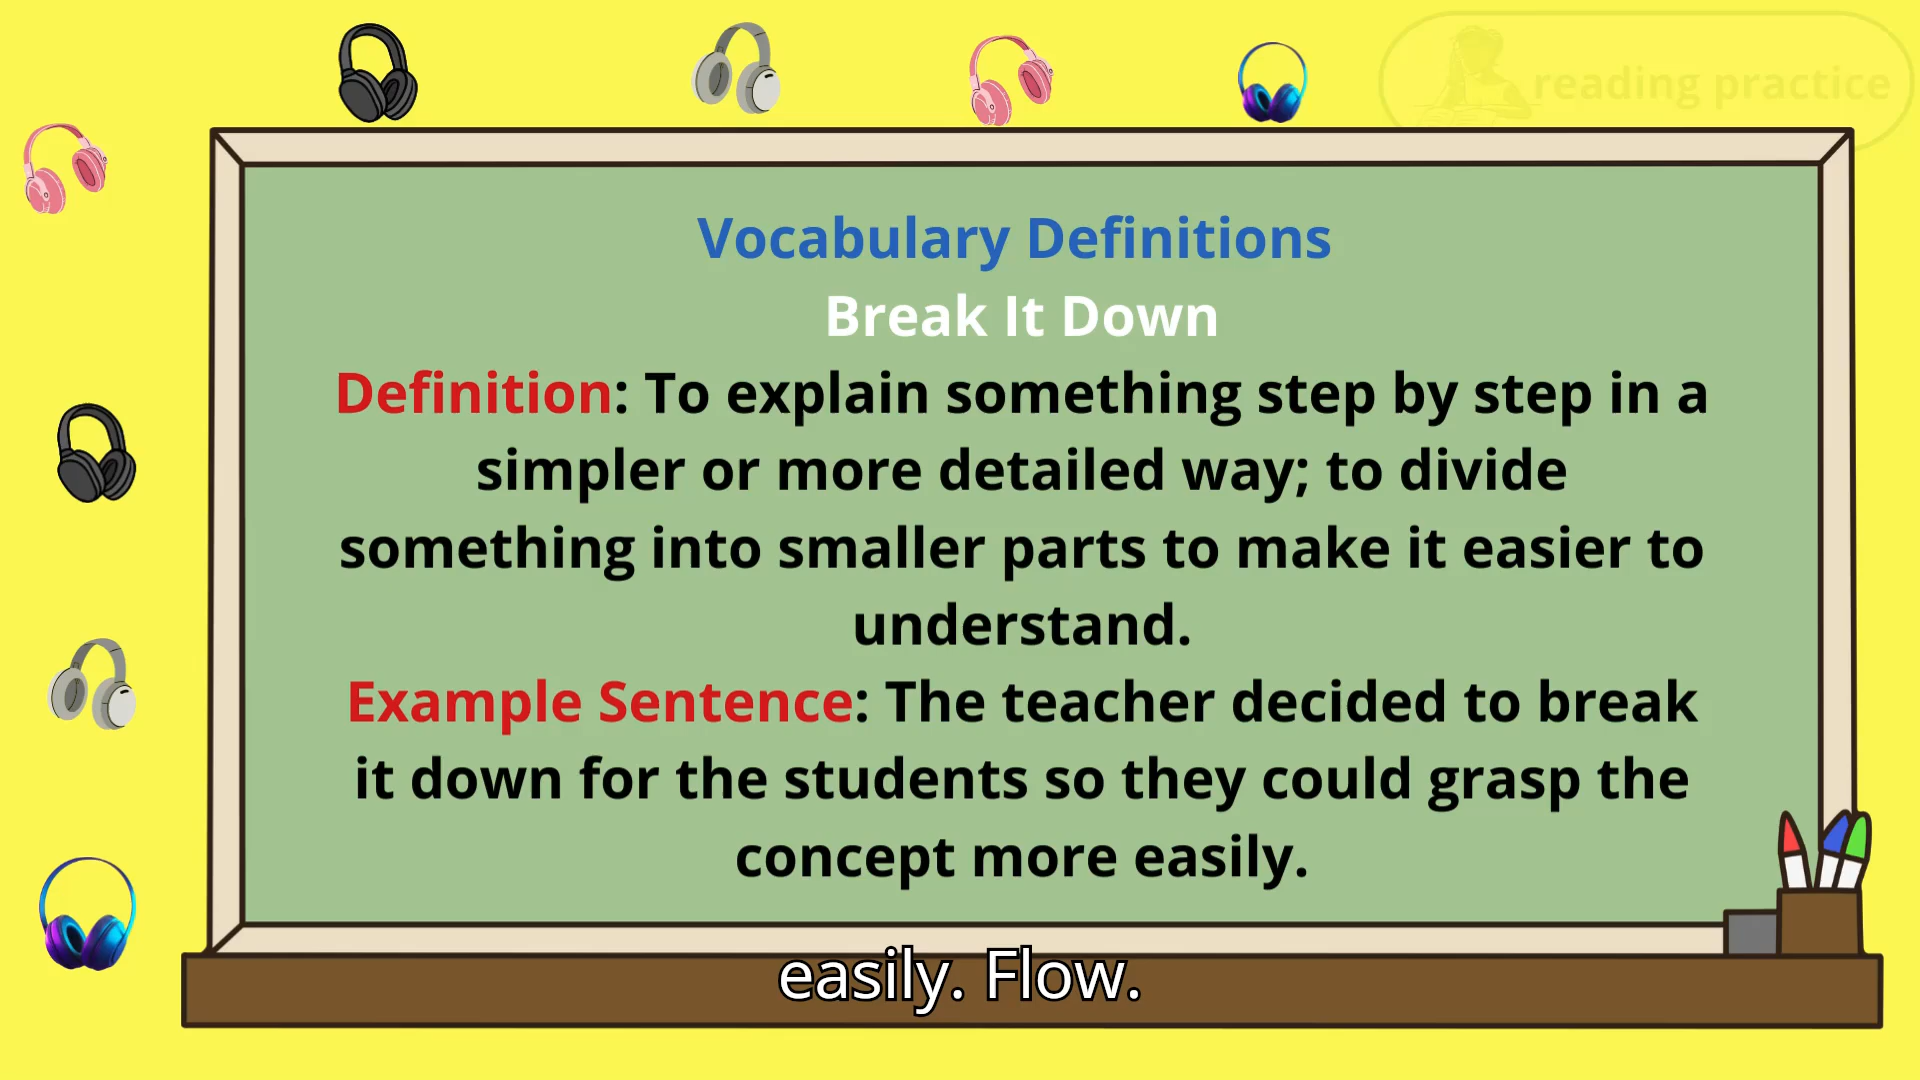 reading practice
Vocabulary Definitions
Break It Down
Definition: To explain something step by step in a
simpler or more detailed way; to divide
something into smaller parts to make it easier to
understand.
Example Sentence: The teacher decided to break
it down for the students so they could grasp the
concept more easily.
easily. Flow.